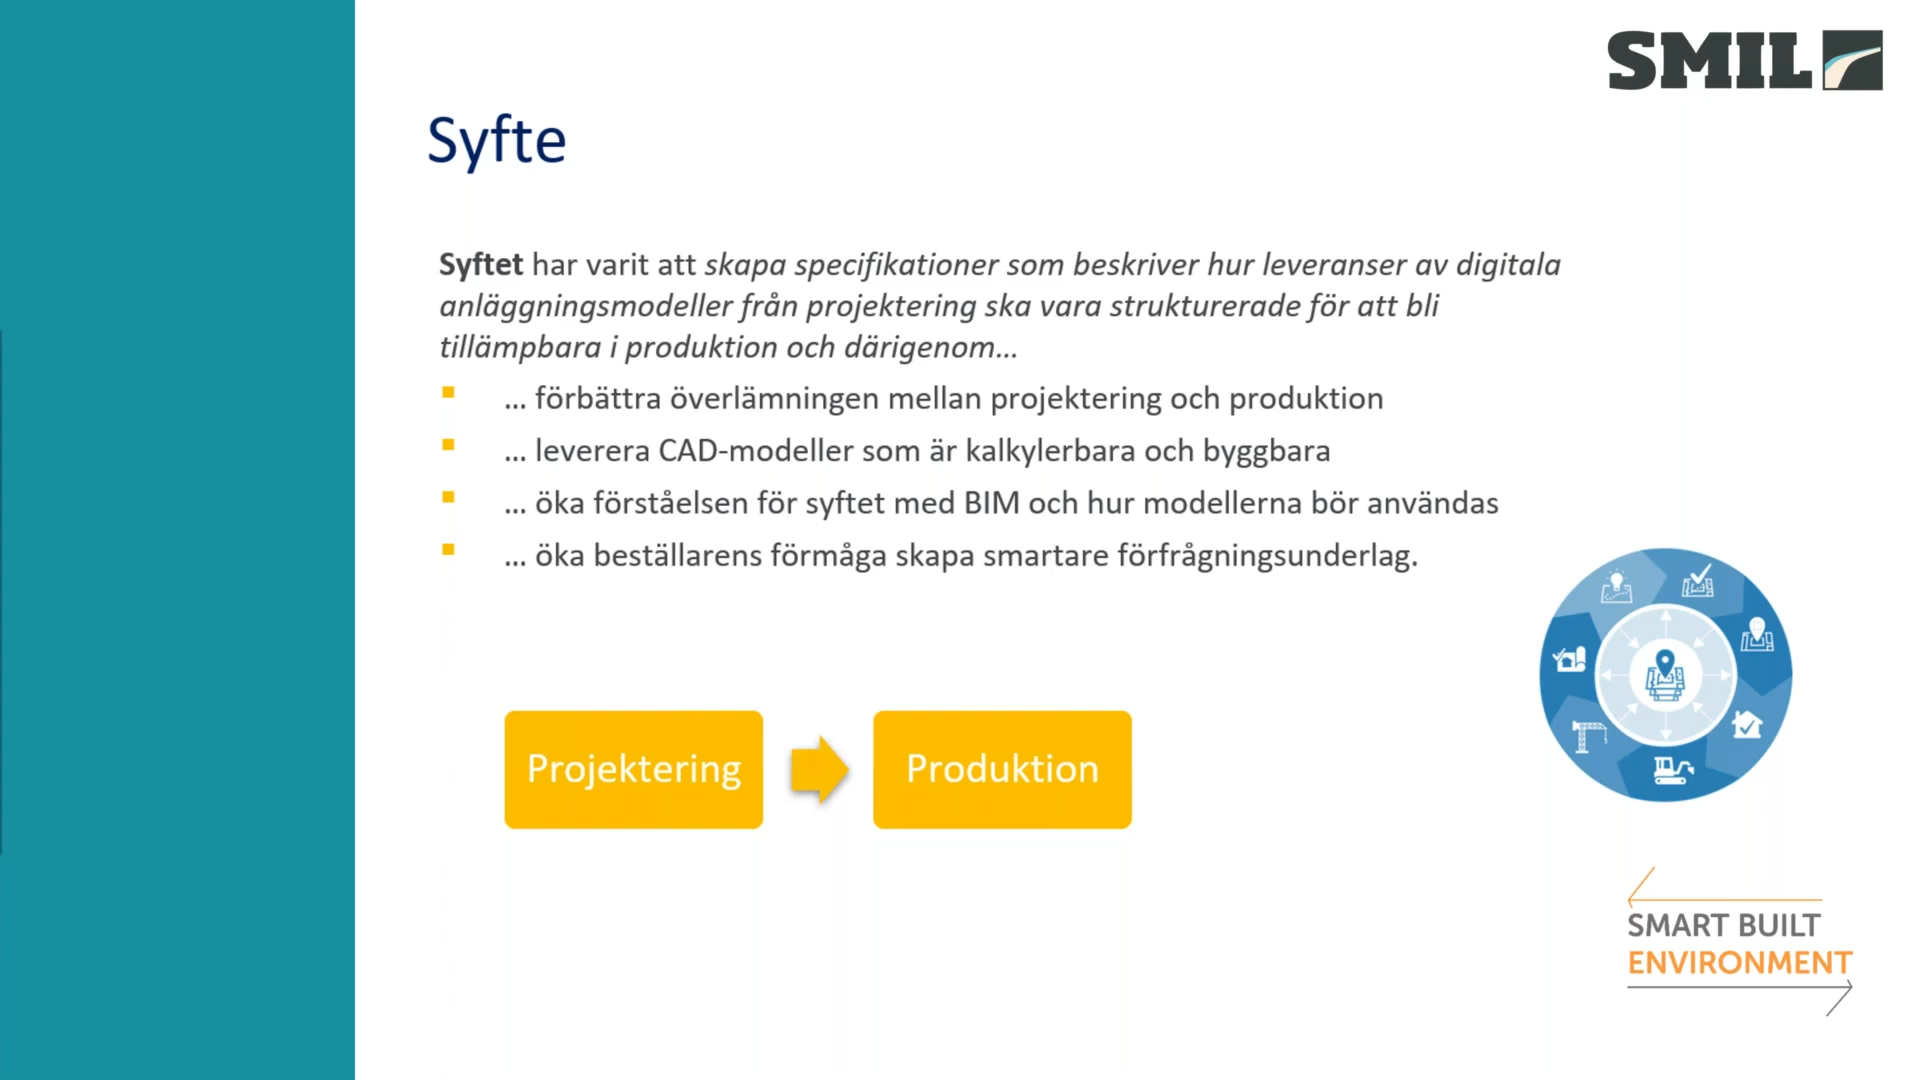 SMIL
Syfte
Syftet har varit att skapa specifikationer som beskriver hur leveranser av digitala
anläggningsmodeller från projektering ska vara strukturerade för att bli
tillämpbara i produktion och därigenom...
... förbättra överlämningen mellan projektering och produktion
... leverera CAD-modeller som är kalkylerbara och byggbara
... öka förståelsen för syftet med BIM och hur modellerna bör användas
... öka beställarens förmåga skapa smartare förfrågningsunderlag.
Projektering
Produktion
SMART BUILT
ENVIRONMENT